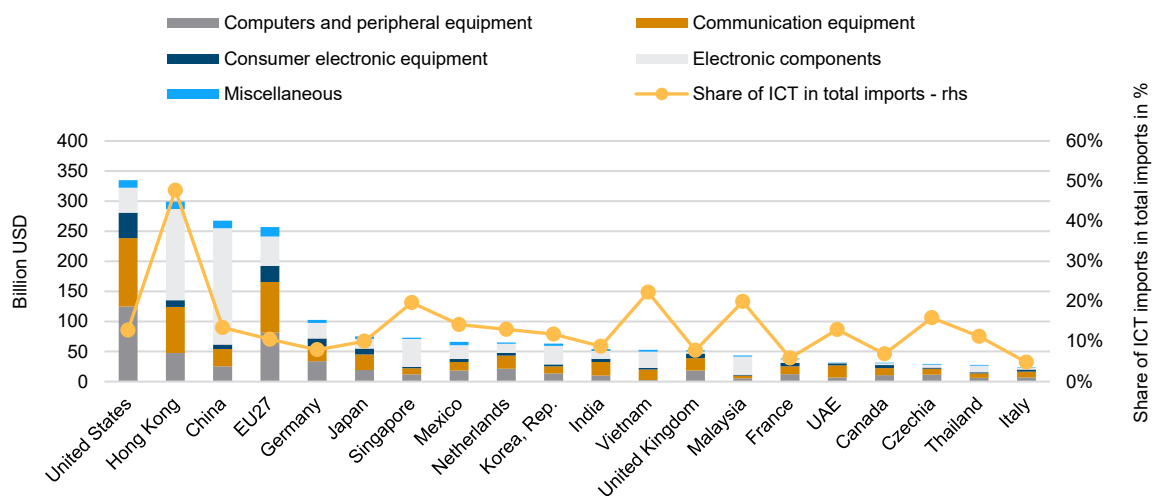 Computers and peripheral equipment
Communication equipment
Consumer electronic equipment
Electronic components
Miscellaneous
Share of ICT in total imports - rhs
Billion USD
400
350
300
250
200
150
100
50
0
60%
50%
40%
30%
20%
10%
0%
Share of ICT imports in total imports in %
United States
Hong Kong
China
EU27
Germany
Japan
Singapore
Mexico
Netherlands
Korea, Rep.
India
Vietnam
United Kingdom
Malaysia
France
UAE
Canada
Czechia
Thailand
Italy